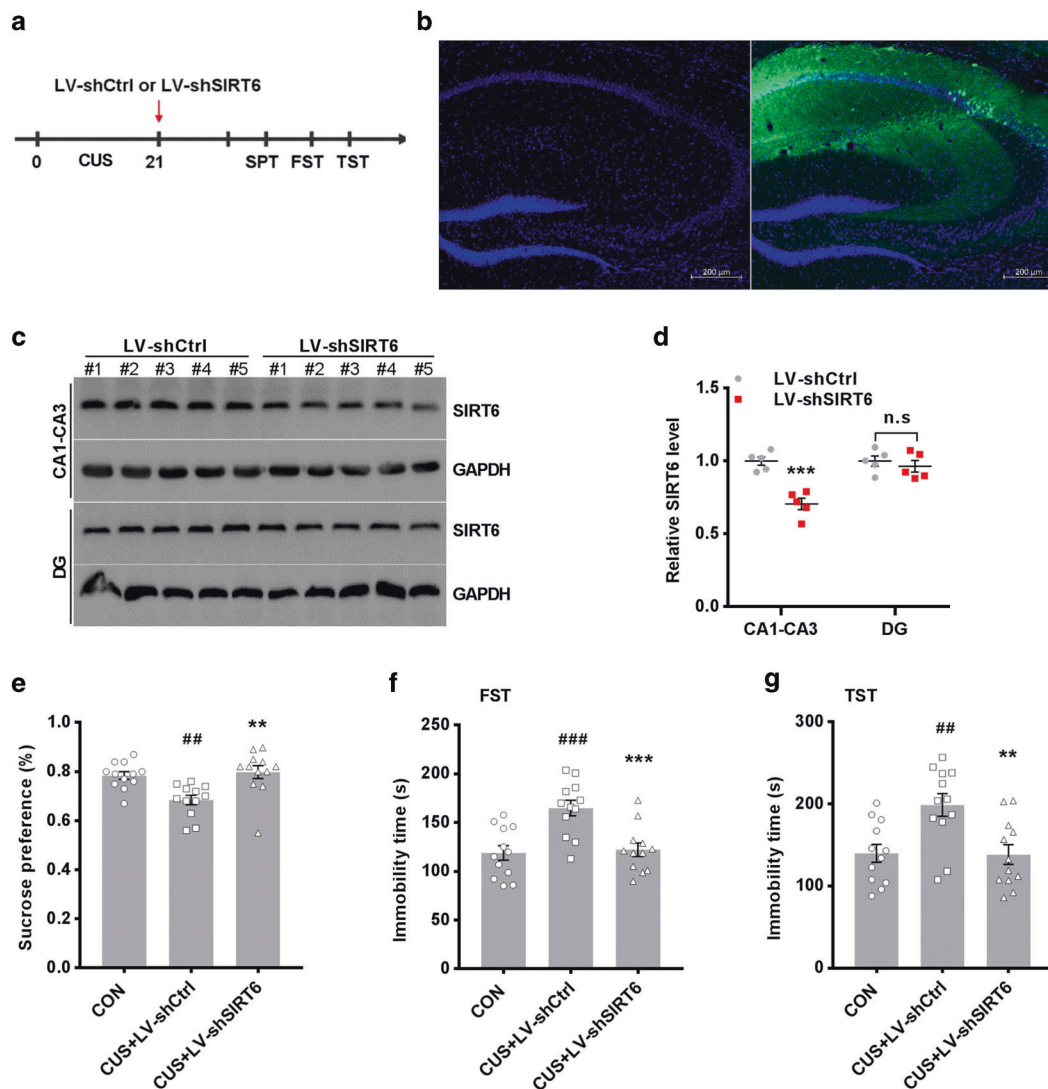 a
LV-shCtrl or LV-shSIRT6
0 CUS 21 SPT FST TST
b
200 µm
200 µm
c
LV-shCtrl LV-shSIRT6
#1 #2 #3 #4 #5 #1 #2 #3 #4 #5
CA1-CA3
SIRT6
GAPDH
DG
SIRT6
GAPDH
d
LV-shCtrl
LV-shSIRT6
Relative SIRT6 level
1.5
1.0
0.5
0.0
***
n.s
CA1-CA3 DG
e
Sucrose preference (%)
1.0
0.8
0.6
0.4
0.2
0.0
##
**
CON
CUS+LV-shCtrl
CUS+LV-shSIRT6
f
FST
Immobility time (s)
250
200
150
100
50
0
###
***
CON
CUS+LV-shCtrl
CUS+LV-shSIRT6
g
TST
Immobility time (s)
300
200
100
0
##
**
CON
CUS+LV-shCtrl
CUS+LV-shSIRT6